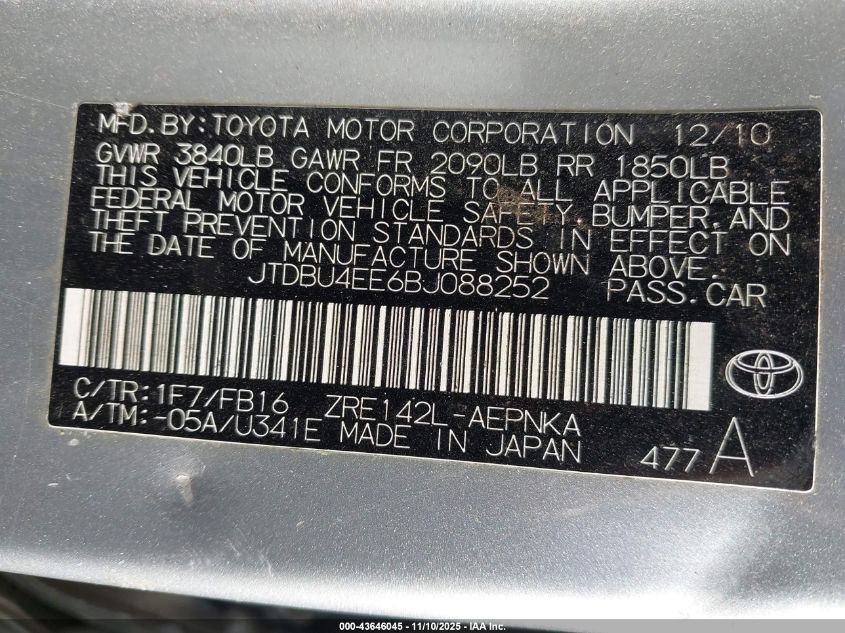 MFD.BY:TOYOTA MOTOR CORPORATION 12/10
GVWR 3840LB GAWR FR 2090LB RR 1850LB
THIS VEHICLE CONFORMS TO ALL APPLICABLE
FEDERAL MOTOR VEHICLE SAFETY, BUMPER, AND
THEFT PREVENTION STANDARDS IN EFFECT ON
THE DATE OF MANUFACTURE SHOWN ABOVE.
JTDBU4EE6BJ088252 PASS.CAR
C/TR:1F7/FB16 ZRE142L-AEPNKA
A/TM:-05A/U341E MADE IN JAPAN
477A
000-43646045 - 11/10/2025 - IAA Inc.